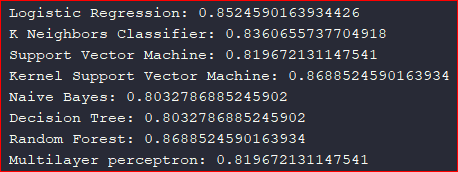 Logistic Regression: 0.8524590163934426
K Neighbors Classifier: 0.8360655737704918
Support Vector Machine: 0.819672131147541
Kernel Support Vector Machine: 0.8688524590163934
Naive Bayes: 0.8032786885245902
Decision Tree: 0.8032786885245902
Random Forest: 0.8688524590163934
Multilayer perceptron: 0.819672131147541